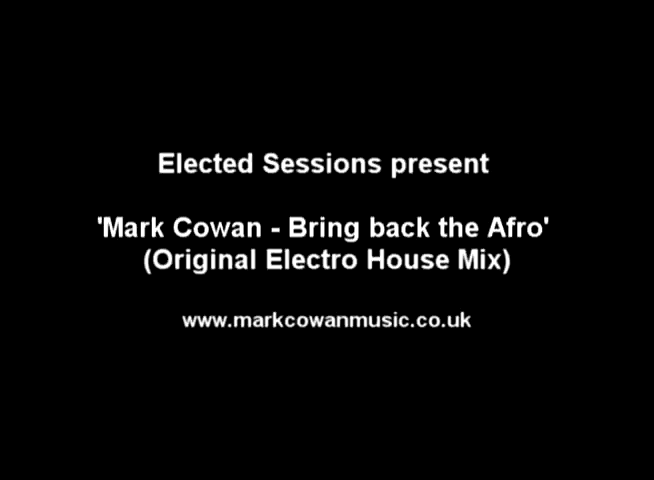 Elected Sessions present
'Mark Cowan - Bring back the Afro'
(Original Electro House Mix)
www.markcowanmusic.co.uk